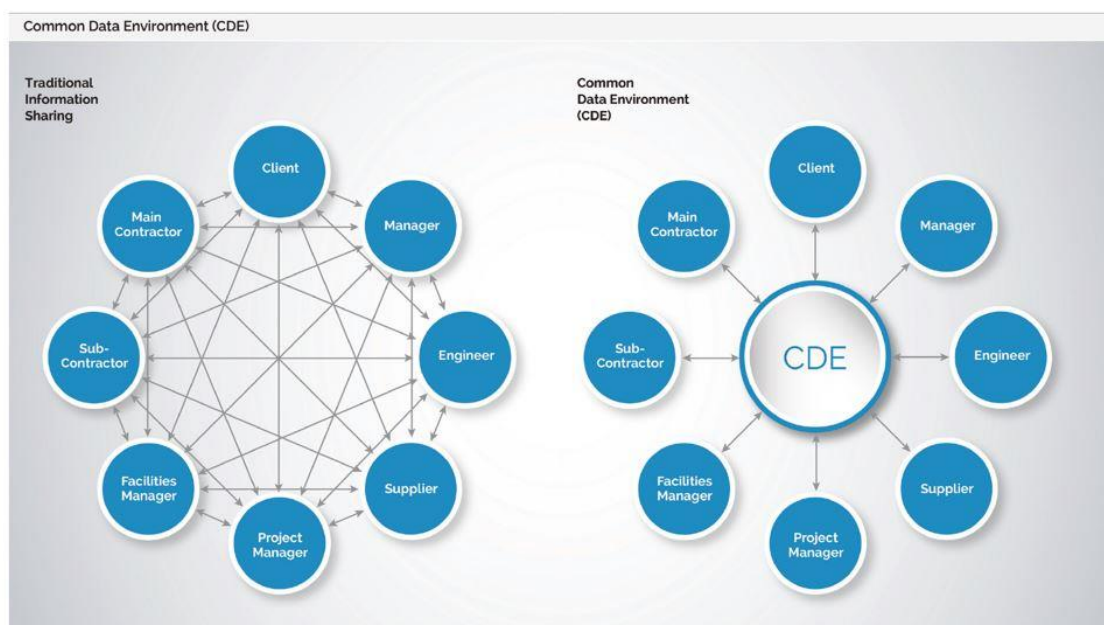 Common Data Environment (CDE)
Traditional
Information
Sharing
Client
Main
Contractor
Manager
Sub-
Contractor
Engineer
Facilities
Manager
Supplier
Project
Manager
Common
Data Environment
(CDE)
Client
Main
Contractor
Manager
Sub-
Contractor
CDE
Engineer
Facilities
Manager
Supplier
Project
Manager